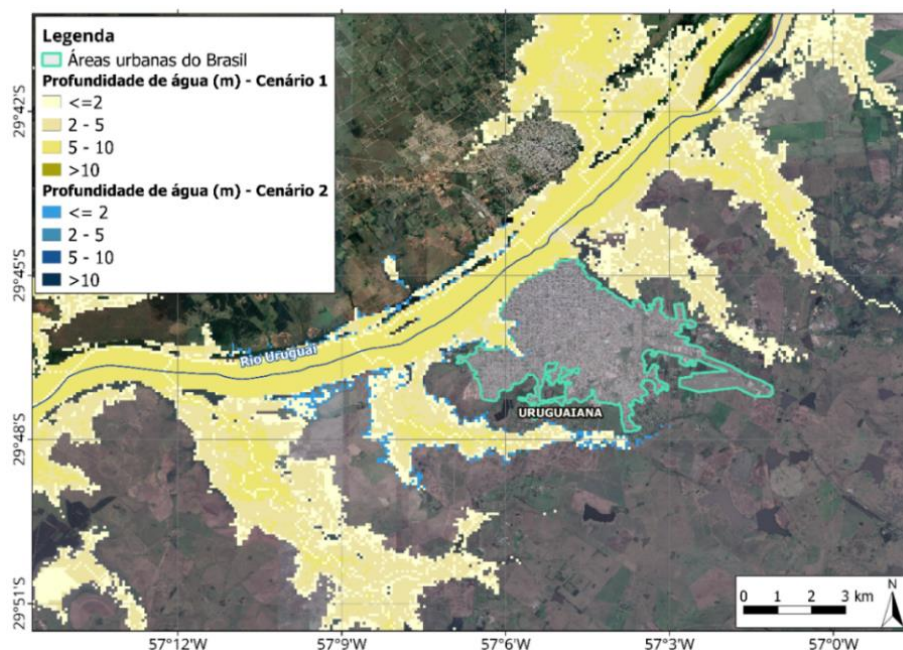 Legenda
Áreas urbanas do Brasil
Profundidade de água (m) - Cenário 1
<=2
2 - 5
5 - 10
>10
Profundidade de água (m) - Cenário 2
<= 2
2 - 5
5 - 10
>10
29°42'S
29°45'S
Rio Uruguai
URUGUAIANA
29°48'S
29°51'S
N
0 1 2 3 km
57°12'W 57°9'W 57°6'W 57°3'W 57°0'W